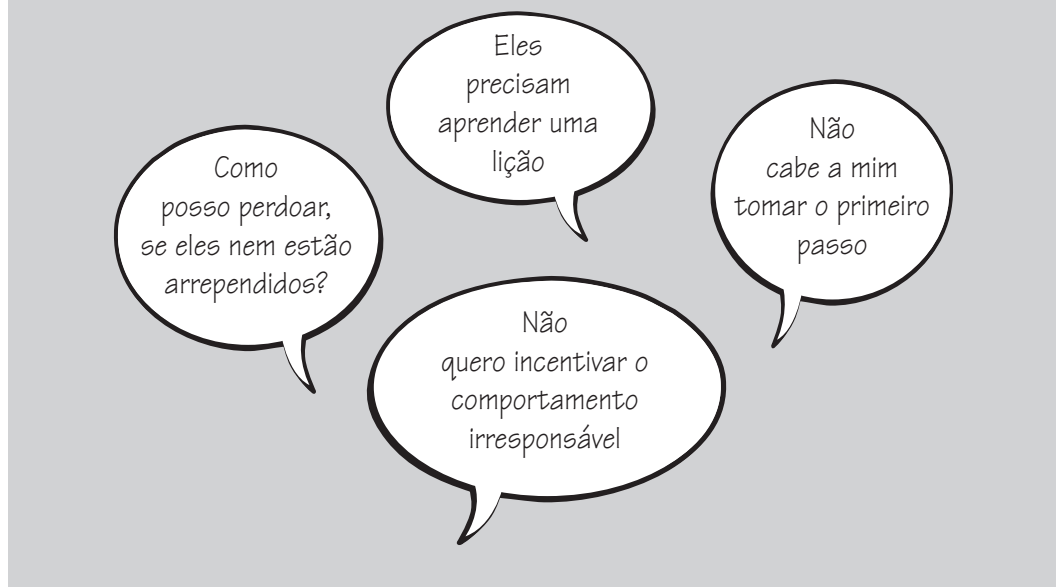 Eles
precisam
aprender uma
lição
Como
posso perdoar,
se eles nem estão
arrependidos?
Não
cabe a mim
tomar o primeiro
passo
Não
quero incentivar o
comportamento
irresponsável